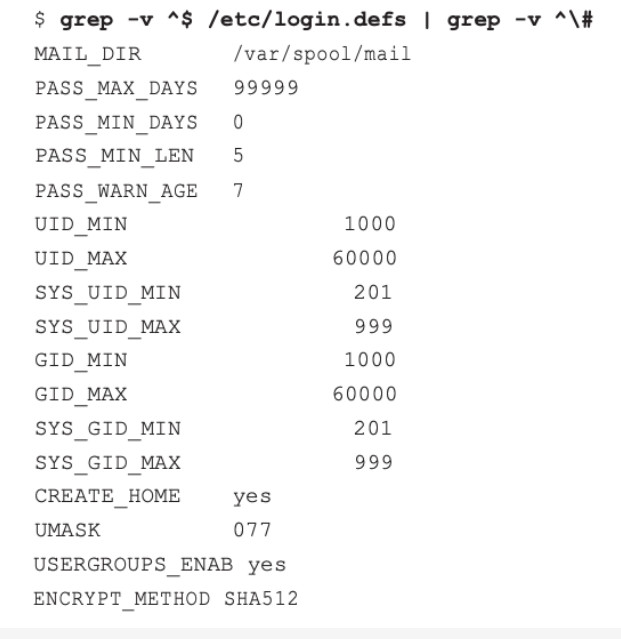 $ grep -v ^$ /etc/login.defs | grep -v ^\#
MAIL_DIR /var/spool/mail
PASS_MAX_DAYS 99999
PASS_MIN_DAYS 0
PASS_MIN_LEN 5
PASS_WARN_AGE 7
UID_MIN 1000
UID_MAX 60000
SYS_UID_MIN 201
SYS_UID_MAX 999
GID_MIN 1000
GID_MAX 60000
SYS_GID_MIN 201
SYS_GID_MAX 999
CREATE_HOME yes
UMASK 077
USERGROUPS_ENAB yes
ENCRYPT_METHOD SHA512